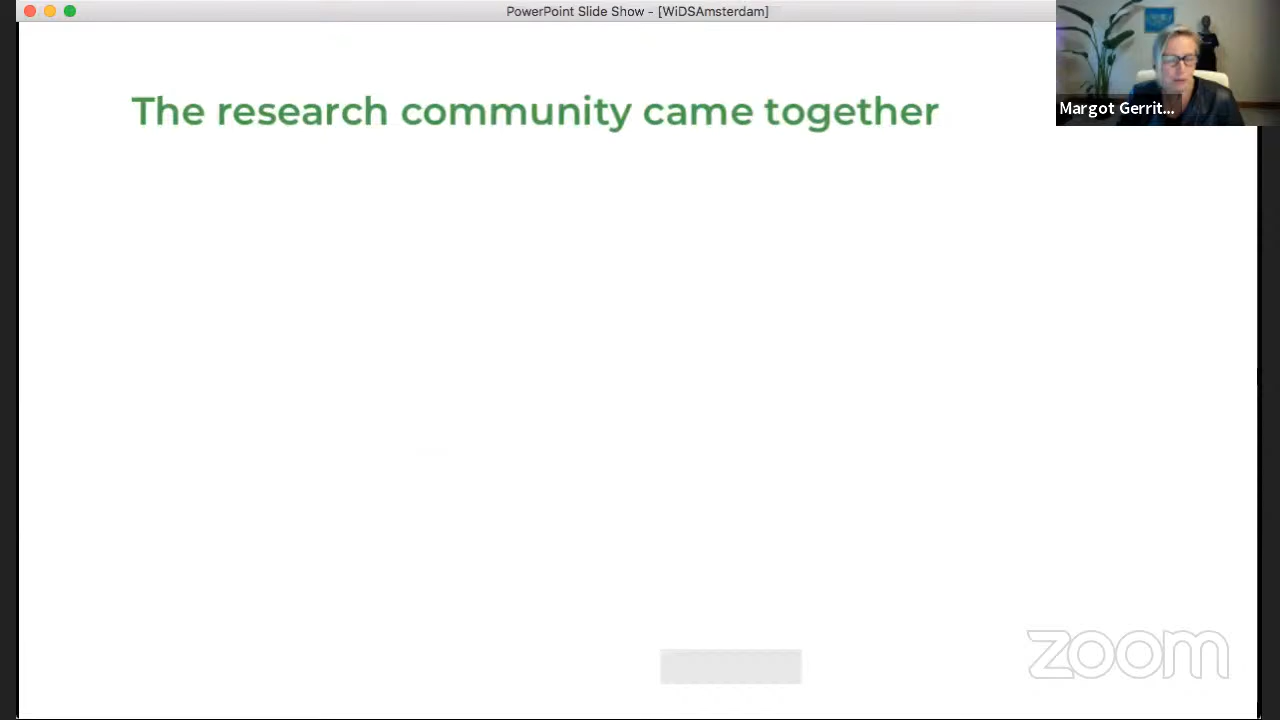 PowerPoint Slide Show - [WiDSAmsterdam]
The research community came together
Margot Gerrit...
zoom